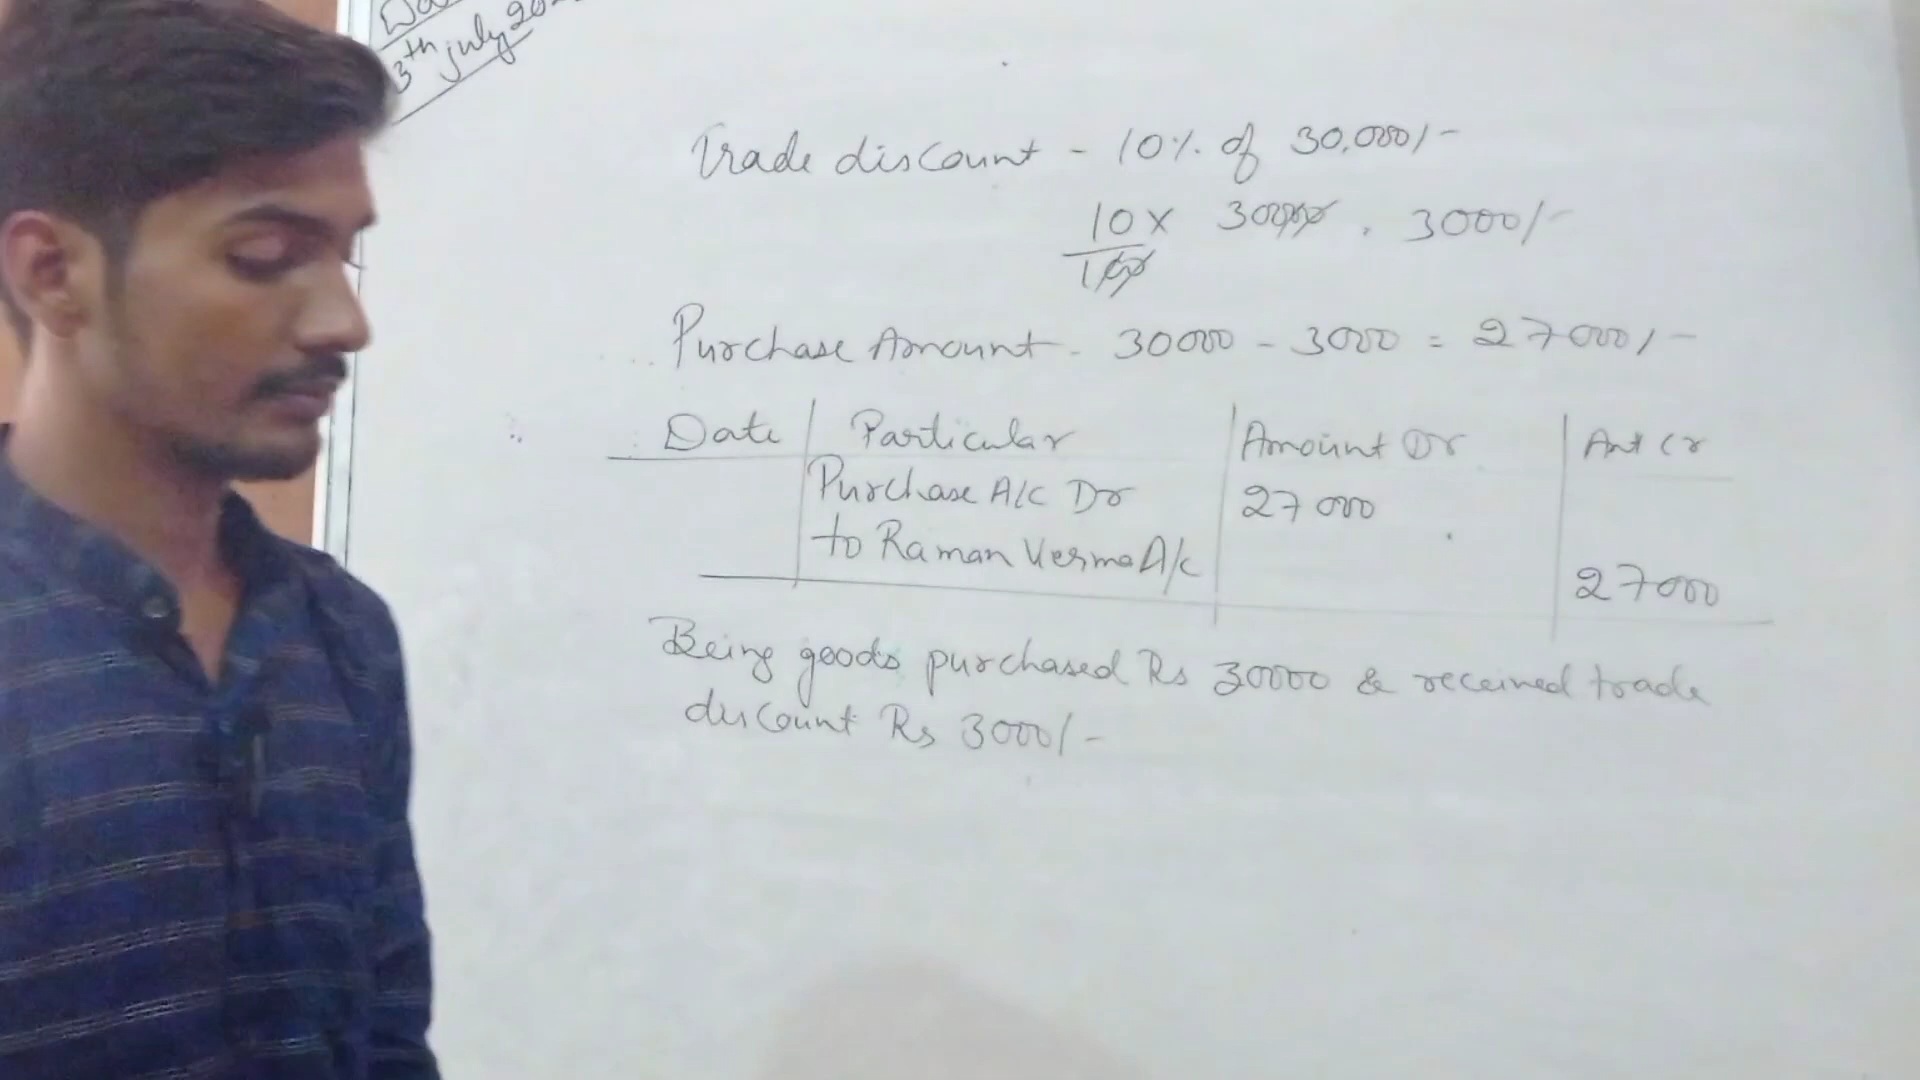 3th july
Trade discount - 10% of 30,000/-
10 x 30000 . 3000/-
100
Purchase Amount - 30000 - 3000 = 27000/-
Date Particular Amount Dr Amt Cr
Purchase A/C Dr 27000
to Raman Verma A/c 27000
Being goods purchased Rs 30000 & received trade
discount Rs 3000/-